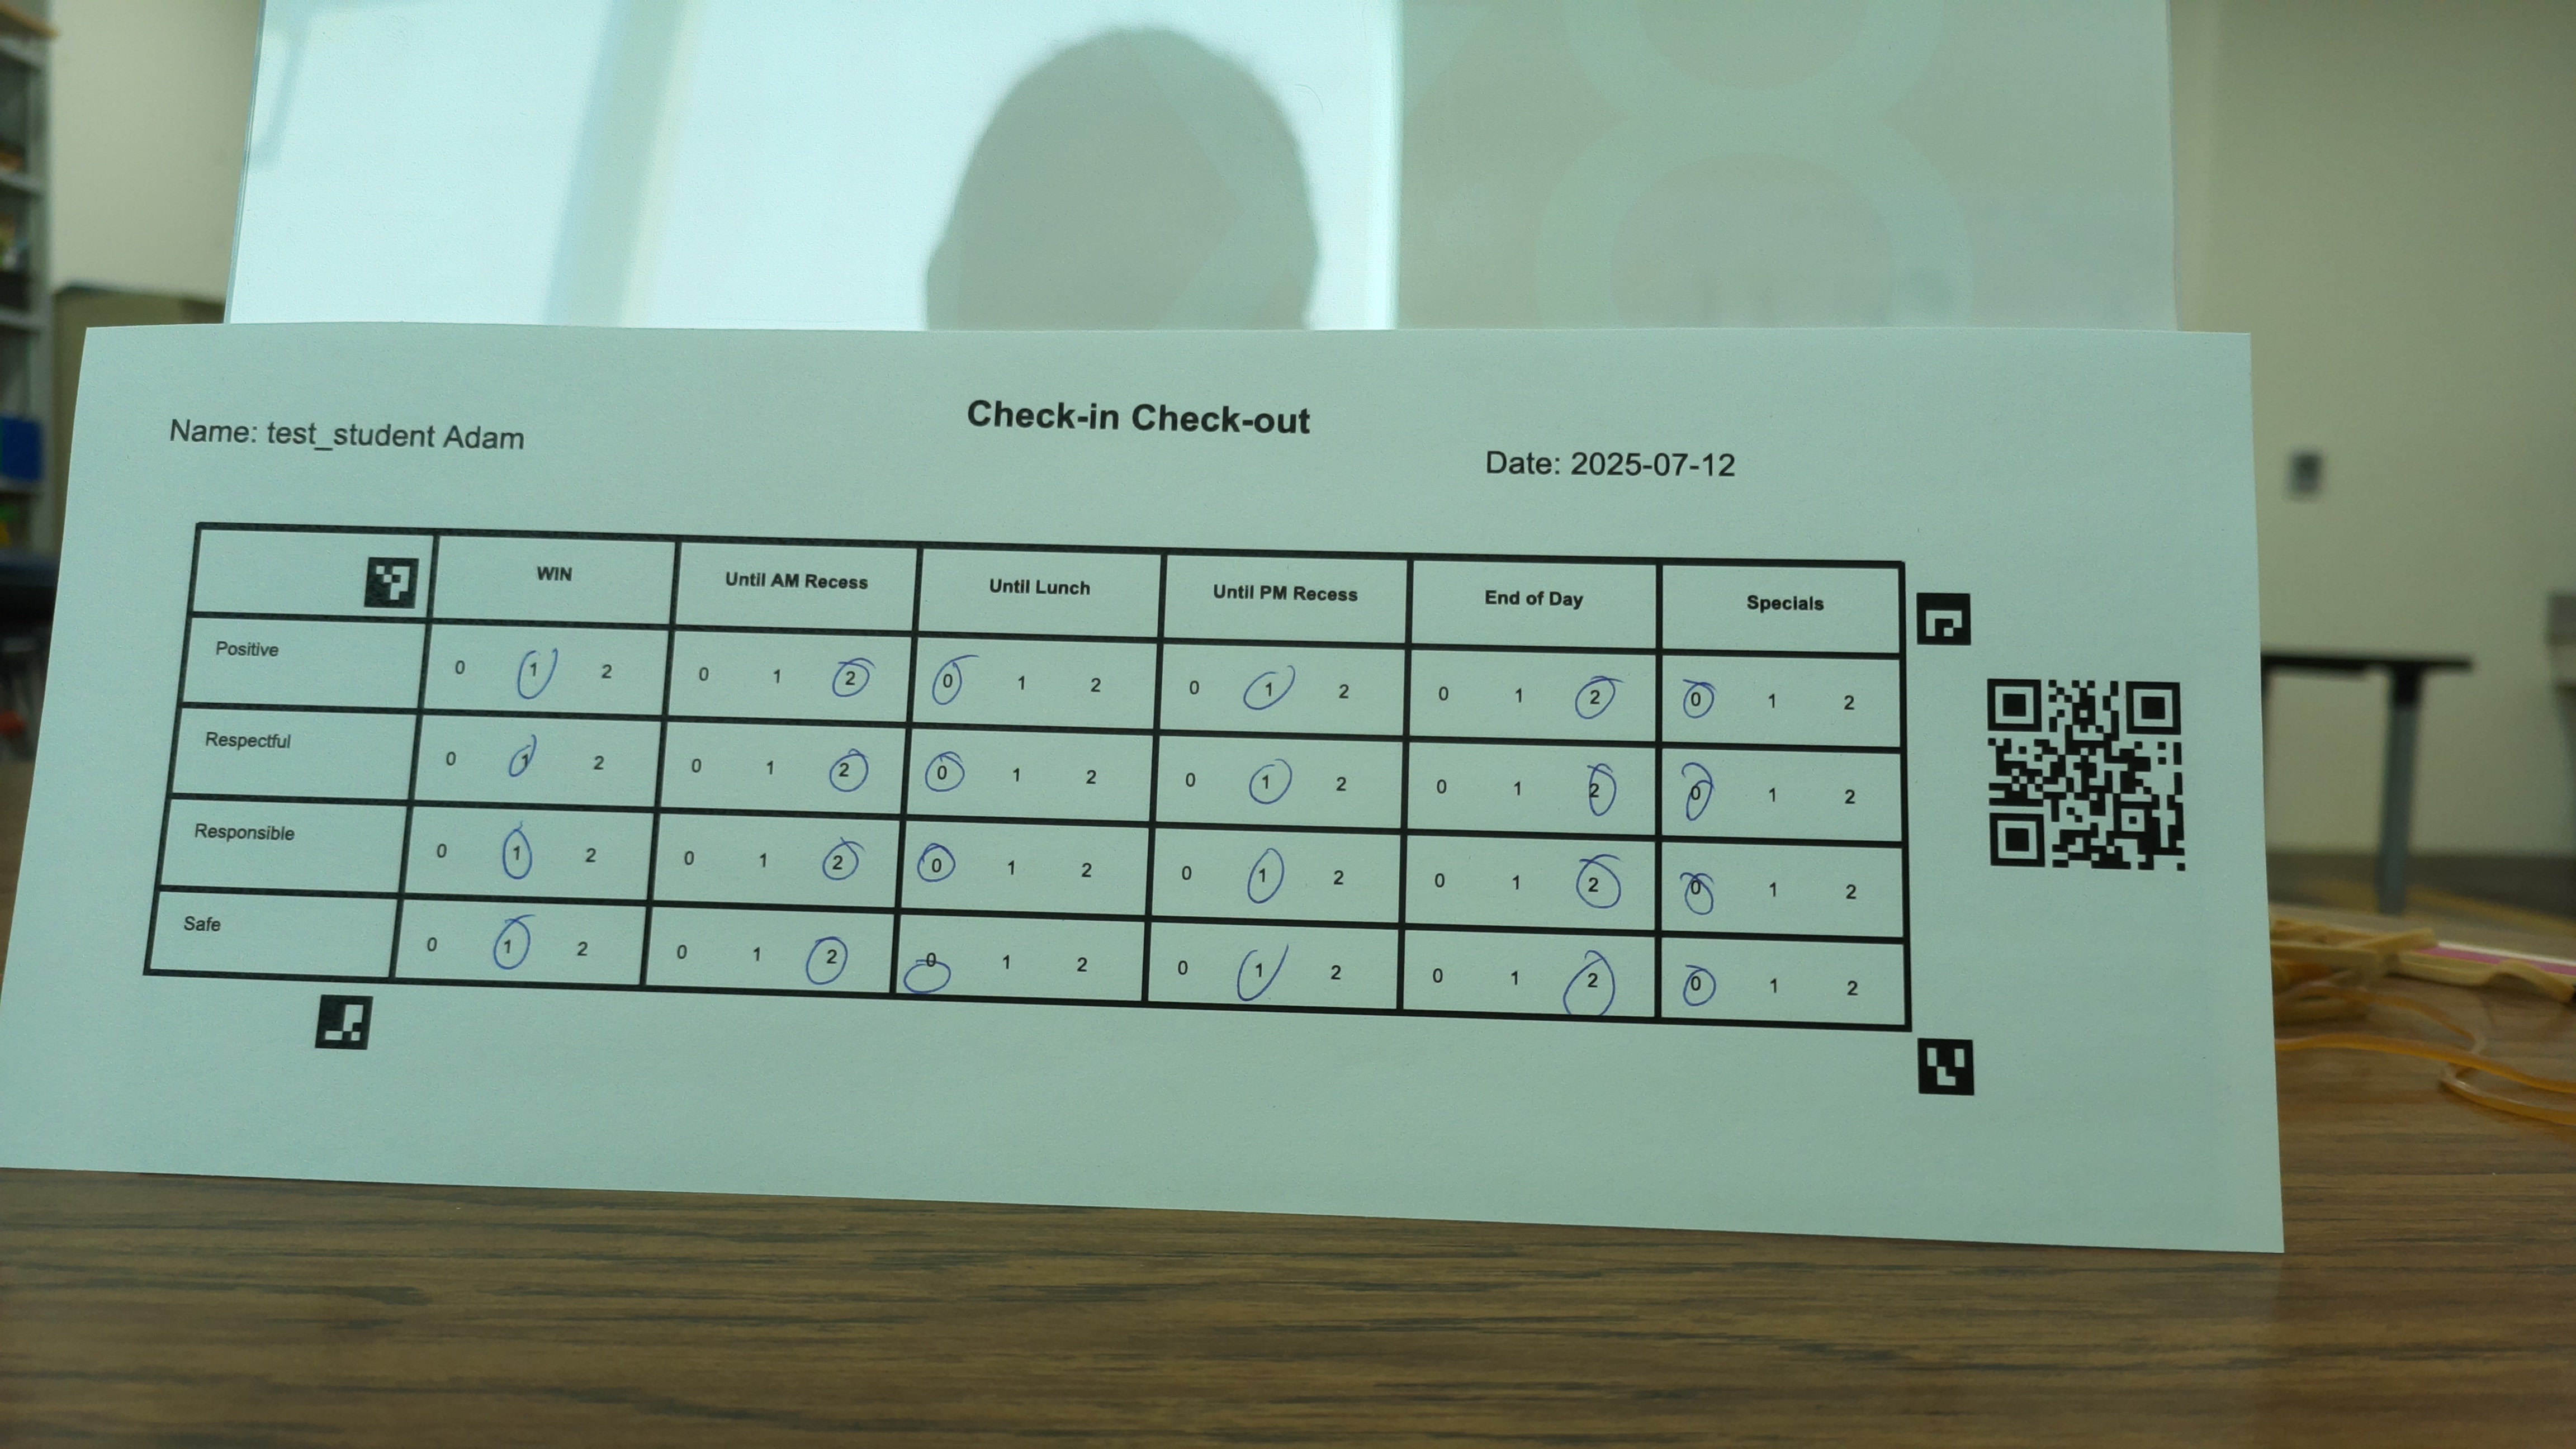 Check-in Check-out
Name: test_student Adam
Date: 2025-07-12
WIN Until AM Recess Until Lunch Until PM Recess End of Day Specials
Positive 0 1 2 0 1 2 0 1 2 0 1 2 0 1 2 0 1 2
Respectful 0 1 2 0 1 2 0 1 2 0 1 2 0 1 2 0 1 2
Responsible 0 1 2 0 1 2 0 1 2 0 1 2 0 1 2 0 1 2
Safe 0 1 2 0 1 2 0 1 2 0 1 2 0 1 2 0 1 2